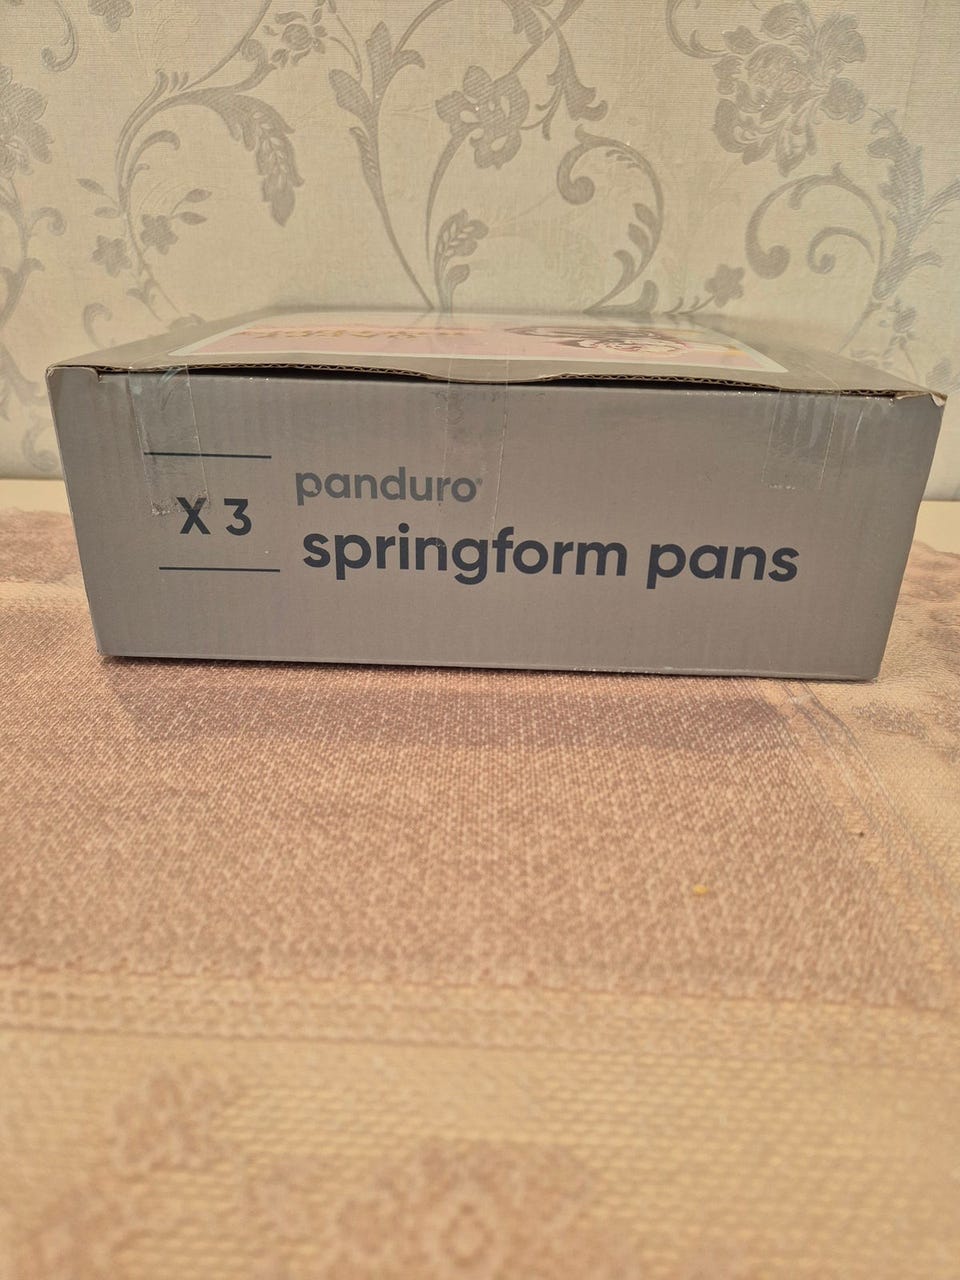 X 3
panduro
springform pans